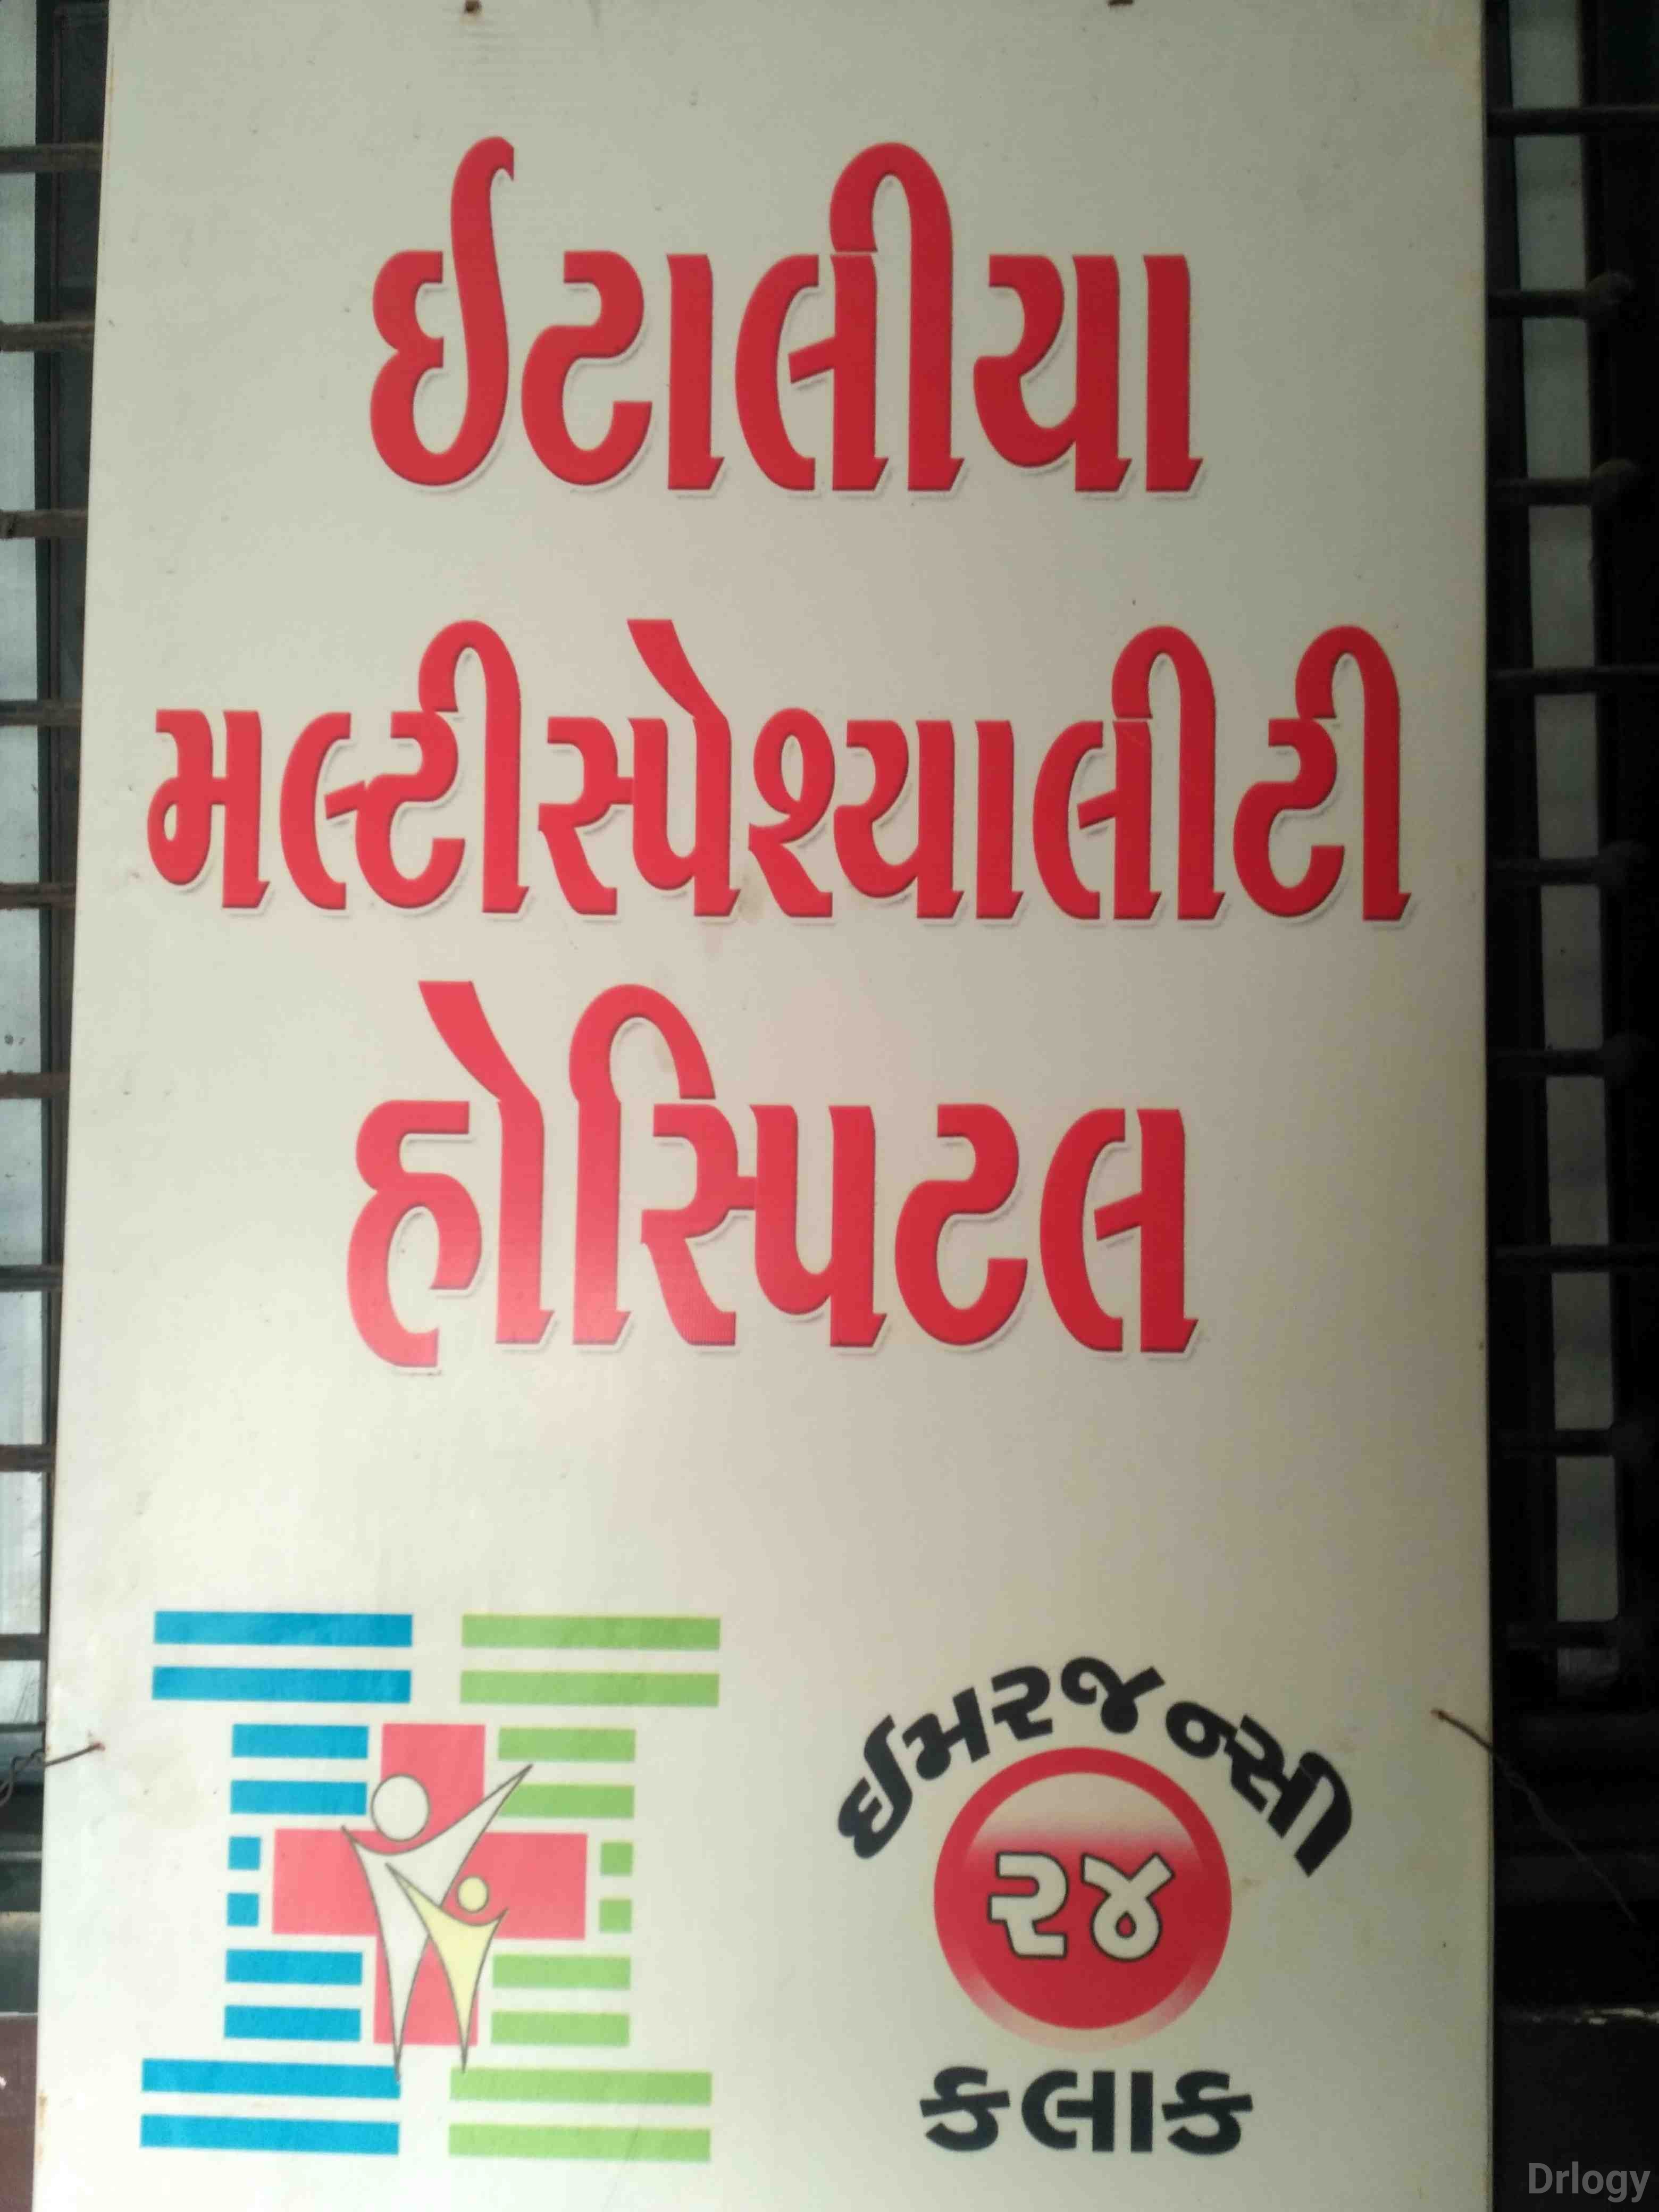 ઈટાલીયા
મલ્ટીસ્પેશ્યાલીટી
હોસ્પિટલ
ઈમરજન્સી
૨૪
કલાક
Drlogy